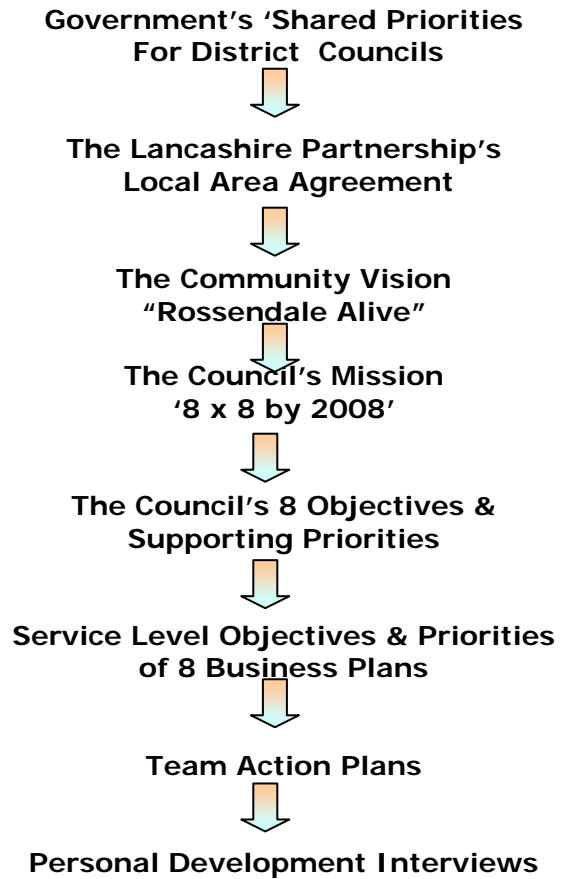 Government's 'Shared Priorities
For District Councils
The Lancashire Partnership's
Local Area Agreement
The Community Vision
“Rossendale Alive”
The Council's Mission
‘8 x 8 by 2008’
The Council's 8 Objectives &
Supporting Priorities
Service Level Objectives & Priorities
of 8 Business Plans
Team Action Plans
Personal Development Interviews